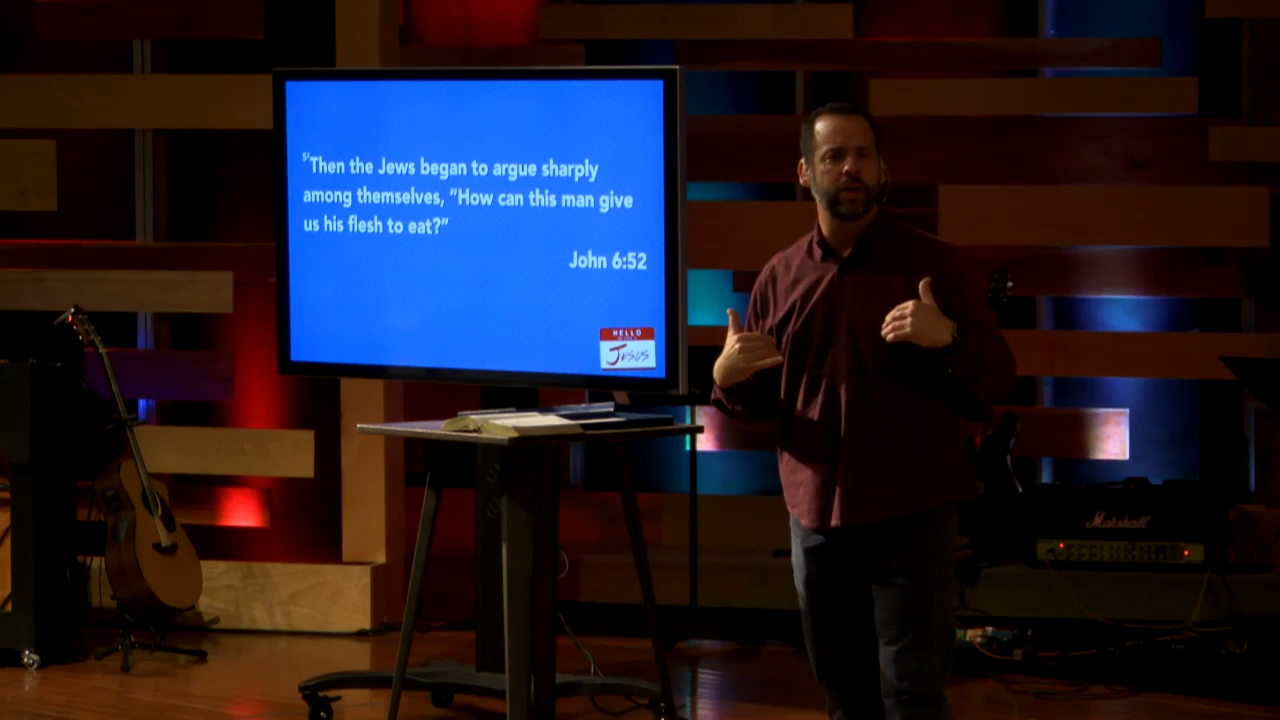 ⁵²Then the Jews began to argue sharply
among themselves, “How can this man give
us his flesh to eat?”
John 6:52
HELLO
Jesus
Marshall